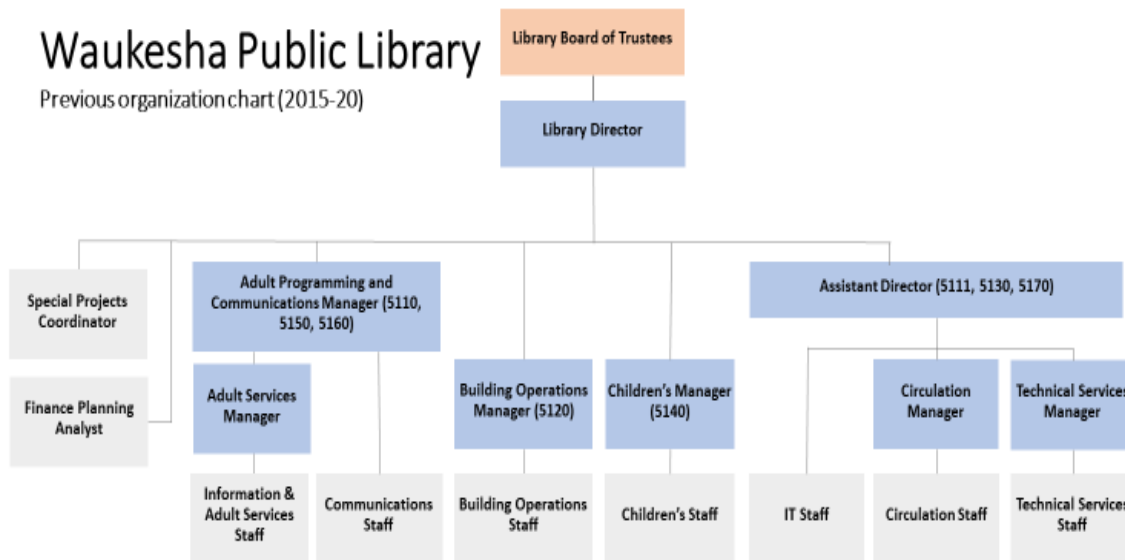 Waukesha Public Library
Previous organization chart (2015-20)
Library Board of Trustees
Library Director
Special Projects
Coordinator
Finance Planning
Analyst
Adult Programming and
Communications Manager (5110,
5150, 5160)
Assistant Director (5111, 5130, 5170)
Adult Services
Manager
Building Operations
Manager (5120)
Children's Manager
(5140)
Circulation
Manager
Technical Services
Manager
Information &
Adult Services
Staff
Communications
Staff
Building Operations
Staff
Children's Staff
IT Staff
Circulation Staff
Technical Services
Staff